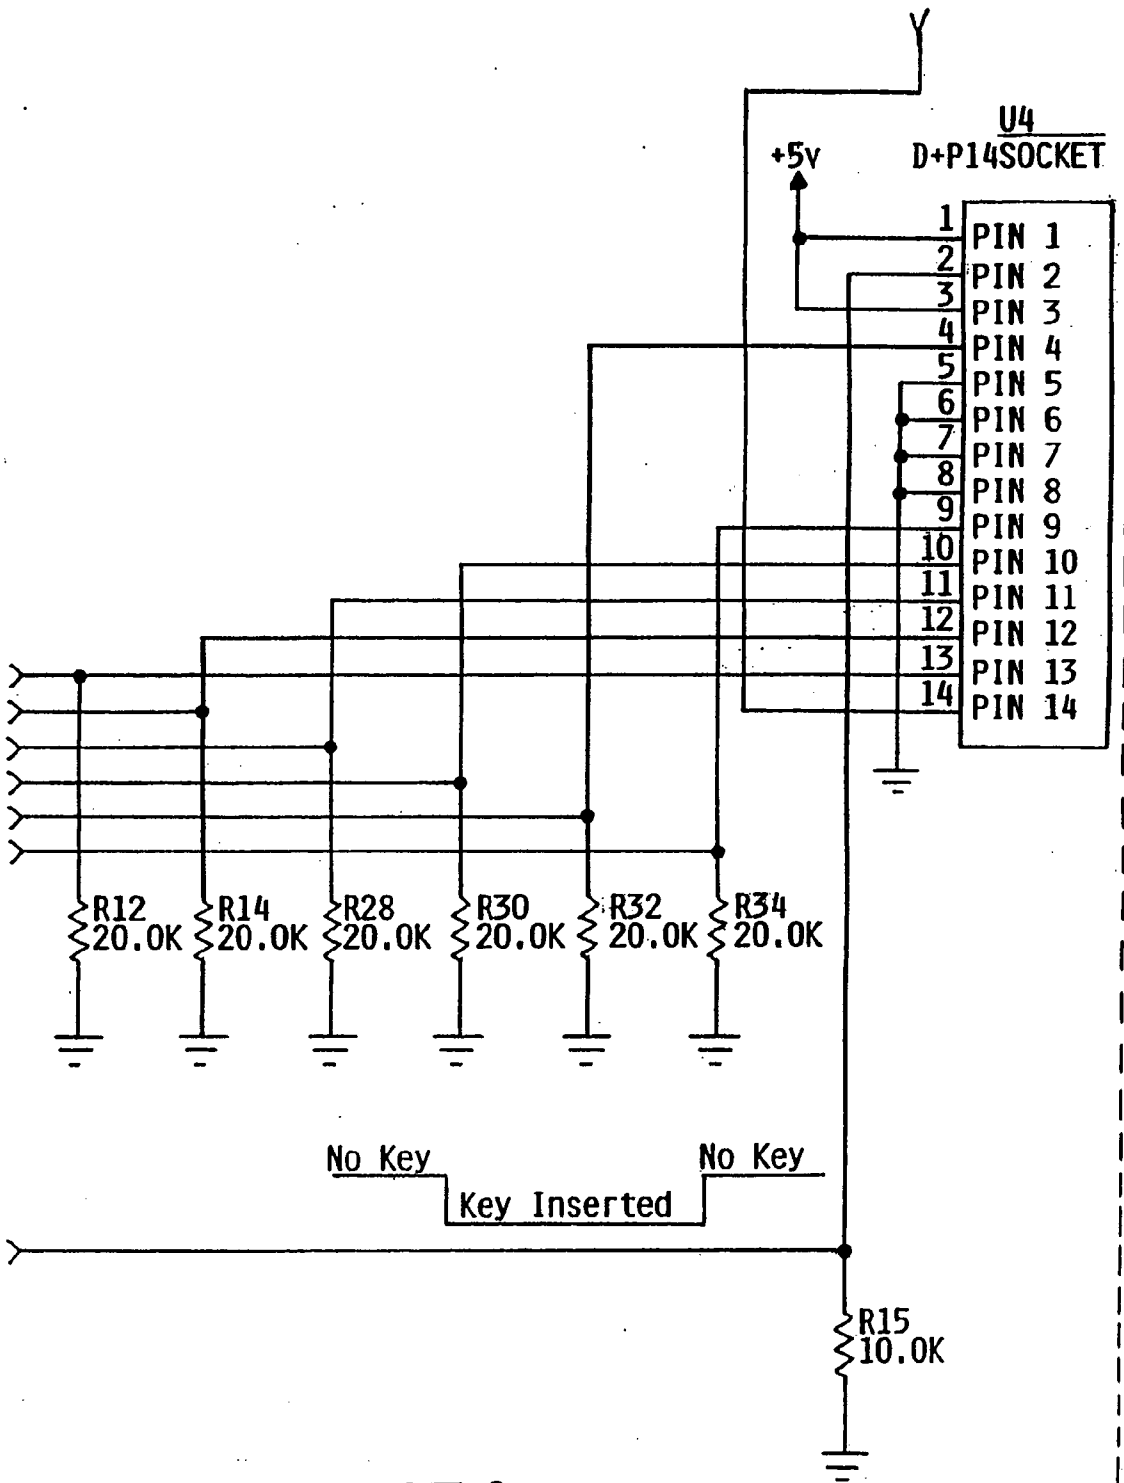 U4
D+P14SOCKET
+5v
1 PIN 1
2 PIN 2
3 PIN 3
4 PIN 4
5 PIN 5
6 PIN 6
7 PIN 7
8 PIN 8
9 PIN 9
10 PIN 10
11 PIN 11
12 PIN 12
13 PIN 13
14 PIN 14
R12
20.0K
R14
20.0K
R28
20.0K
R30
20.0K
R32
20.0K
R34
20.0K
No Key
No Key
Key Inserted
R15
10.0K